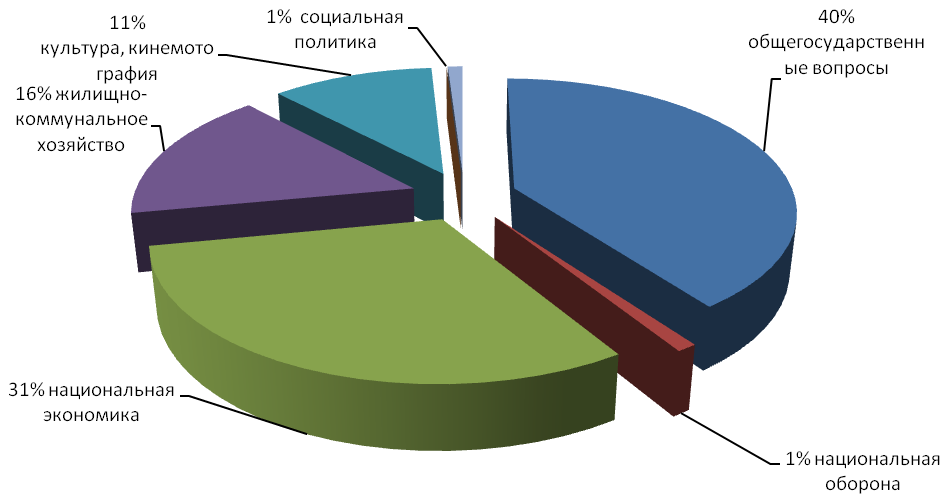 11%
культура, кинемото
графия
1%  социальная
политика
40%
общегосударственн
ые вопросы
16% жилищно-
коммунальное
хозяйство
31% национальная
экономика
1% национальная
оборона